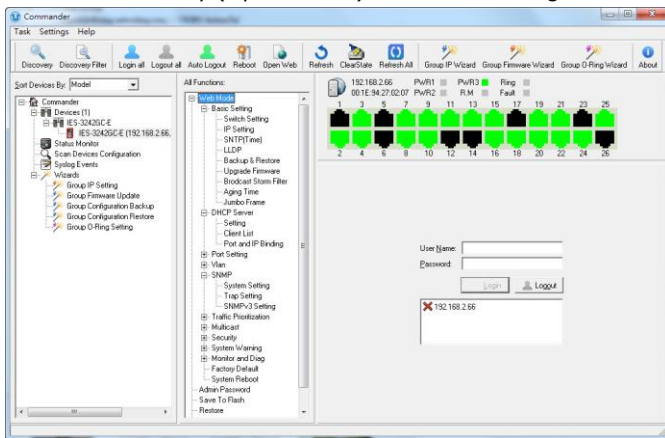 Commander
Task Settings Help
Discovery Discovery Filter Login all Logout all Auto Logout Reboot Open Web Refresh ClearState Refresh All Group IP Wizard Group Firmware Wizard Group O-Ring Wizard About
Sort Devices By: Model
Commander
Devices (1)
IES-3242GC-E
IES-3242GC-E (192.168.2.66,
Status Monitor
Scan Devices Configuration
Syslog Events
Wizards
Group IP Setting
Group Firmware Update
Group Configuration Backup
Group Configuration Restore
Group O-Ring Setting
All Functions:
Web Mode
Basic Setting
Switch Setting
IP Setting
SNTP(Time)
LLDP
Backup & Restore
Upgrade Firmware
Brodcast Storm Filter
Aging Time
Jumbo Frame
DHCP Server
Setting
Client List
Port and IP Binding
Port Setting
Vlan
SNMP
System Setting
Trap Setting
SNMPv3 Setting
Traffic Prioritization
Multicast
Security
System Warning
Monitor and Diag
Factory Default
System Reboot
Admin Password
Save To Flash
Restore
192.168.2.66 PWR1 PWR3 Ring
00:1E:94:27:02:07 PWR2 R.M Fault
1 3 5 7 9 11 13 15 17 19 21 23 25
2 4 6 8 10 12 14 16 18 20 22 24 26
User Name:
Password:
Login Logout
192.168.2.66